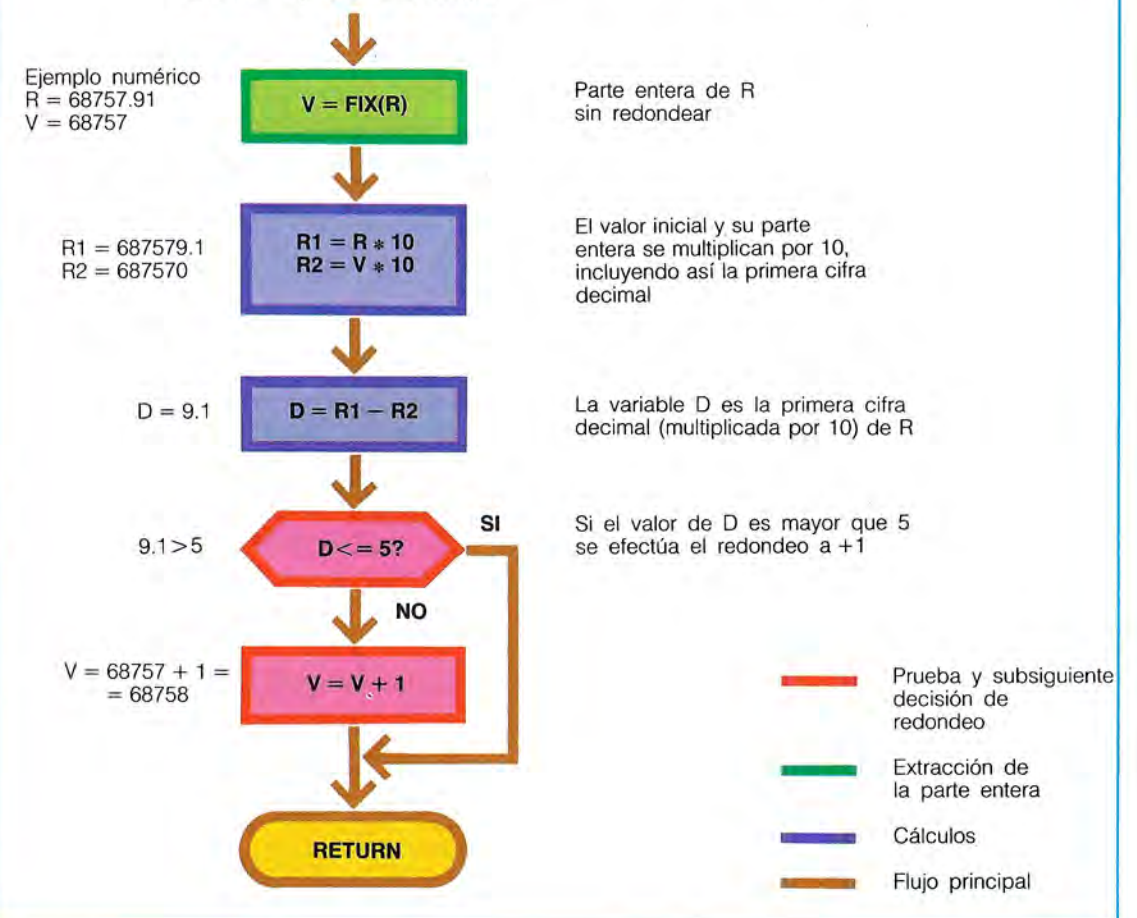 Ejemplo numérico
R = 68757.91
V = 68757
V = FIX(R)
Parte entera de R
sin redondear
R1 = 687579.1
R2 = 687570
R1 = R * 10
R2 = V * 10
El valor inicial y su parte
entera se multiplican por 10,
incluyendo así la primera cifra
decimal
D = 9.1
D = R1 − R2
La variable D es la primera cifra
decimal (multiplicada por 10) de R
9.1>5
D<= 5?
SI
Si el valor de D es mayor que 5
se efectúa el redondeo a +1
NO
V = 68757 + 1 =
= 68758
V = V + 1
RETURN
Prueba y subsiguiente
decisión de
redondeo
Extracción de
la parte entera
Cálculos
Flujo principal